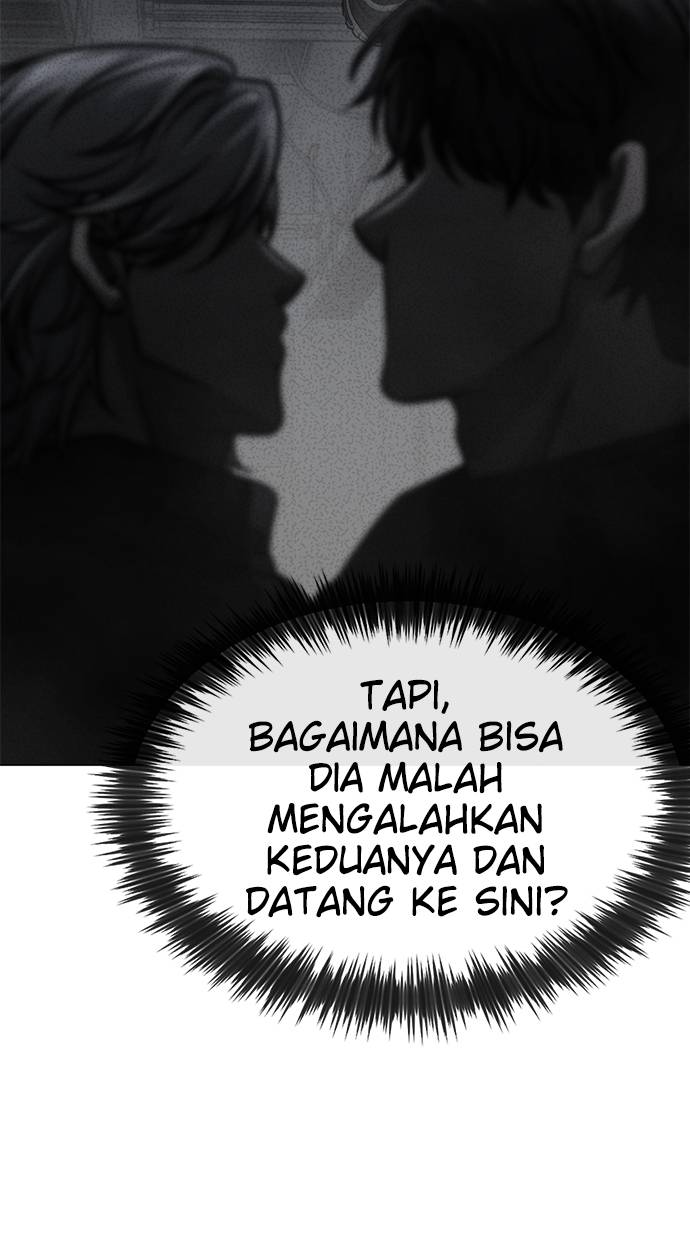 TAPI,
BAGAIMANA BISA
DIA MALAH
MENGALAHKAN
KEDUANYA DAN
DATANG KE SINI?